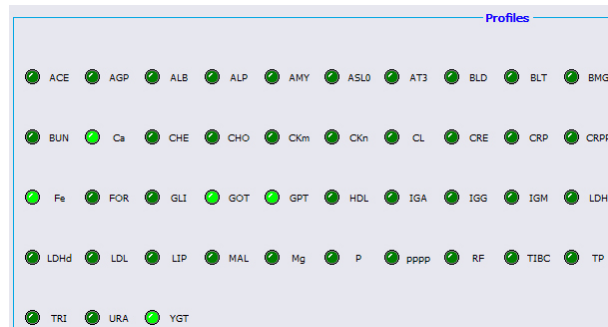 Profiles
ACE AGP ALB ALP AMY ASL0 AT3 BLD BLT BMG
BUN Ca CHE CHO CKm CKn CL CRE CRP CRPP
Fe FOR GLI GOT GPT HDL IGA IGG IGM LDH
LDHd LDL LIP MAL Mg P pppp RF TIBC TP
TRI URA YGT